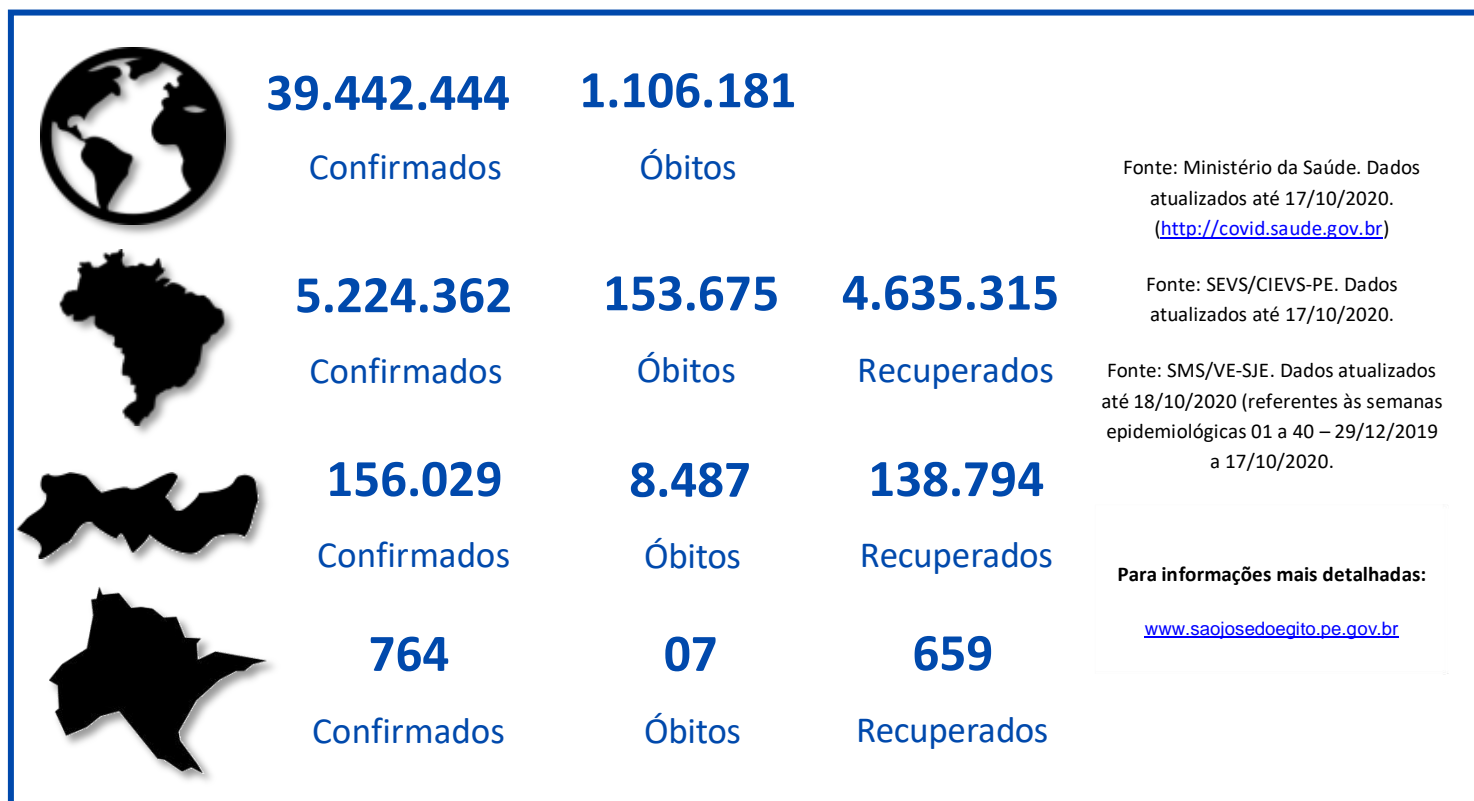 39.442.444 1.106.181
Confirmados Óbitos
5.224.362 153.675 4.635.315
Confirmados Óbitos Recuperados
156.029 8.487 138.794
Confirmados Óbitos Recuperados
764 07 659
Confirmados Óbitos Recuperados
Fonte: Ministério da Saúde. Dados
atualizados até 17/10/2020.
(http://covid.saude.gov.br)
Fonte: SEVS/CIEVS-PE. Dados
atualizados até 17/10/2020.
Fonte: SMS/VE-SJE. Dados atualizados
até 18/10/2020 (referentes às semanas
epidemiológicas 01 a 40 – 29/12/2019
a 17/10/2020.
Para informações mais detalhadas:
www.saojosedoegito.pe.gov.br